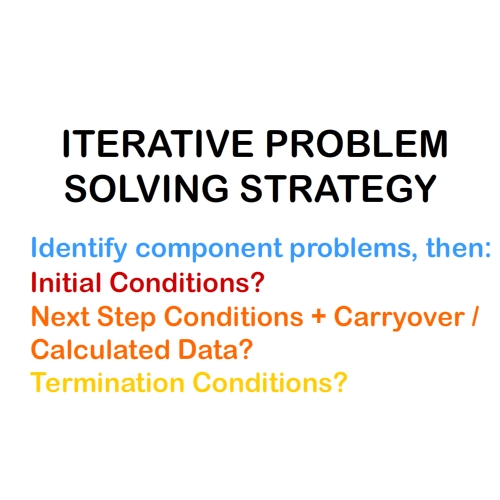 ITERATIVE PROBLEM
SOLVING STRATEGY
Identify component problems, then:
Initial Conditions?
Next Step Conditions + Carryover /
Calculated Data?
Termination Conditions?